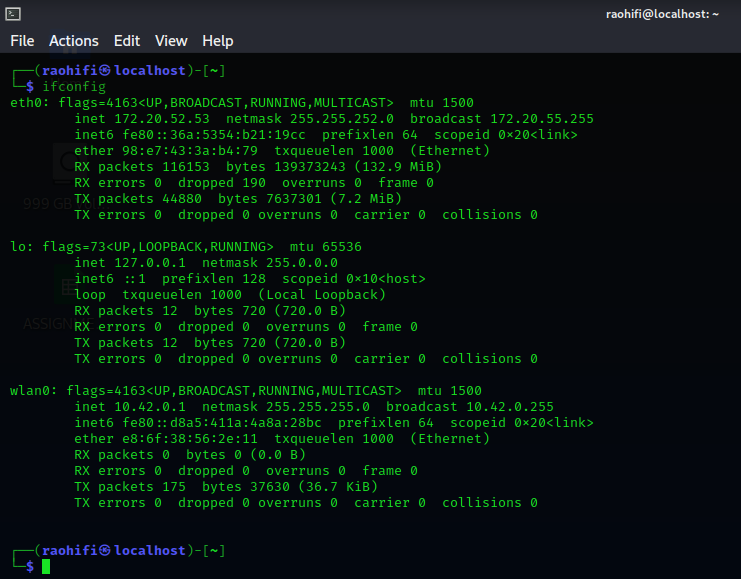 raohifi@localhost: ~
File Actions Edit View Help
┌──(raohifi㉿localhost)-[~]
└─$ ifconfig
eth0: flags=4163<UP,BROADCAST,RUNNING,MULTICAST>  mtu 1500
        inet 172.20.52.53  netmask 255.255.252.0  broadcast 172.20.55.255
        inet6 fe80::36a:5354:b21:19cc  prefixlen 64  scopeid 0×20<link>
        ether 98:e7:43:3a:b4:79  txqueuelen 1000  (Ethernet)
        RX packets 116153  bytes 139373243 (132.9 MiB)
        RX errors 0  dropped 190  overruns 0  frame 0
        TX packets 44880  bytes 7637301 (7.2 MiB)
        TX errors 0  dropped 0 overruns 0  carrier 0  collisions 0
lo: flags=73<UP,LOOPBACK,RUNNING>  mtu 65536
        inet 127.0.0.1  netmask 255.0.0.0
        inet6 ::1  prefixlen 128  scopeid 0×10<host>
        loop  txqueuelen 1000  (Local Loopback)
        RX packets 12  bytes 720 (720.0 B)
        RX errors 0  dropped 0  overruns 0  frame 0
        TX packets 12  bytes 720 (720.0 B)
        TX errors 0  dropped 0 overruns 0  carrier 0  collisions 0
wlan0: flags=4163<UP,BROADCAST,RUNNING,MULTICAST>  mtu 1500
        inet 10.42.0.1  netmask 255.255.255.0  broadcast 10.42.0.255
        inet6 fe80::d8a5:411a:4a8a:28bc  prefixlen 64  scopeid 0×20<link>
        ether e8:6f:38:56:2e:11  txqueuelen 1000  (Ethernet)
        RX packets 0  bytes 0 (0.0 B)
        RX errors 0  dropped 0  overruns 0  frame 0
        TX packets 175  bytes 37630 (36.7 KiB)
        TX errors 0  dropped 0 overruns 0  carrier 0  collisions 0
┌──(raohifi㉿localhost)-[~]
└─$